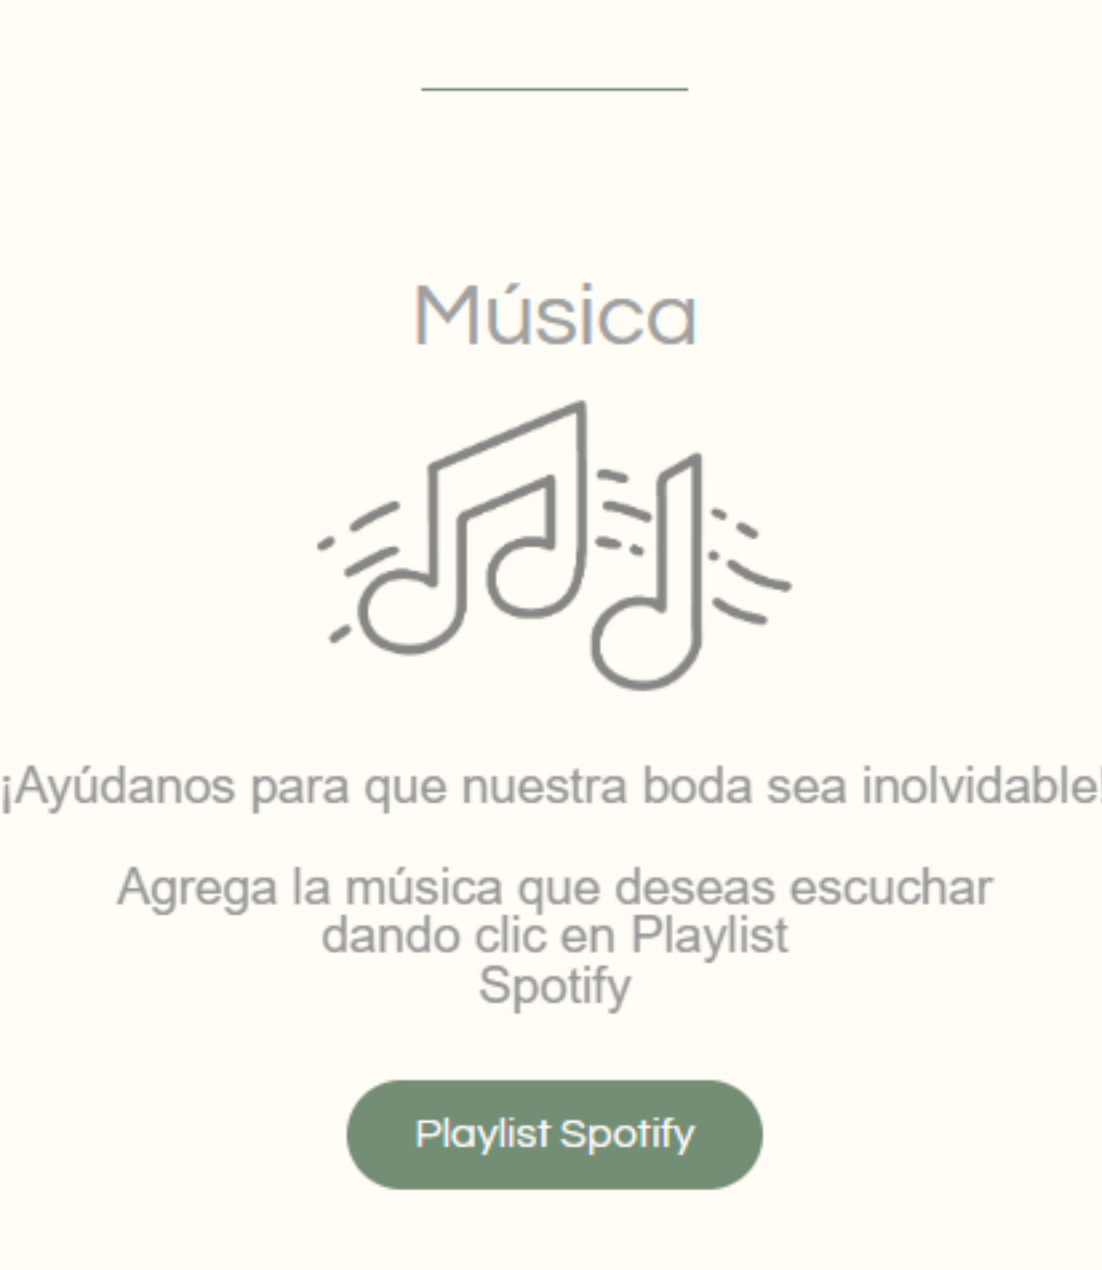 Música
¡Ayúdanos para que nuestra boda sea inolvidable!
Agrega la música que deseas escuchar
dando clic en Playlist
Spotify
Playlist Spotify